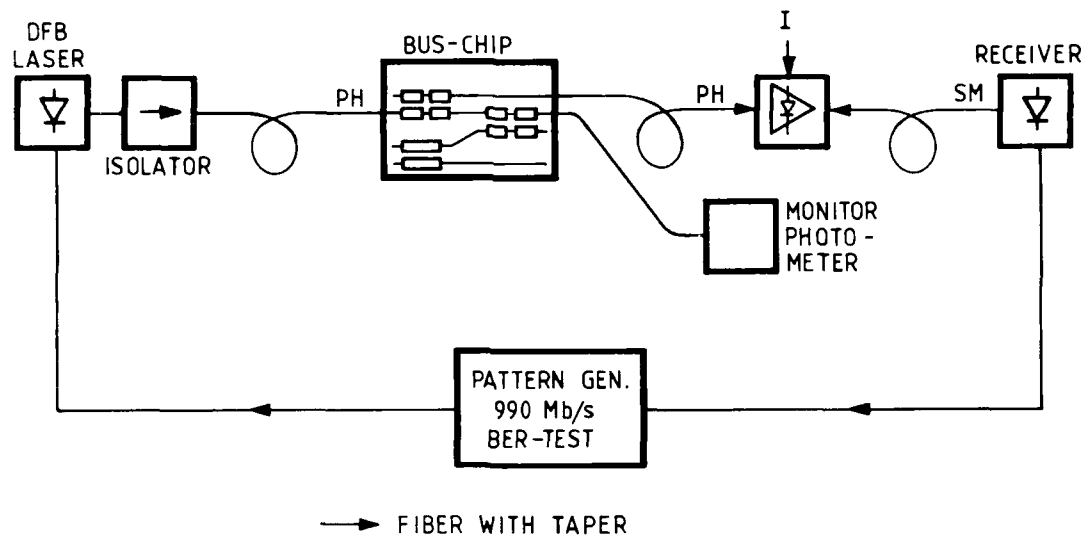 DFB
LASER
ISOLATOR
PH
BUS-CHIP
PH
I
SM
RECEIVER
MONITOR
PHOTO-
METER
PATTERN GEN.
990 Mb/s
BER-TEST
FIBER WITH TAPER